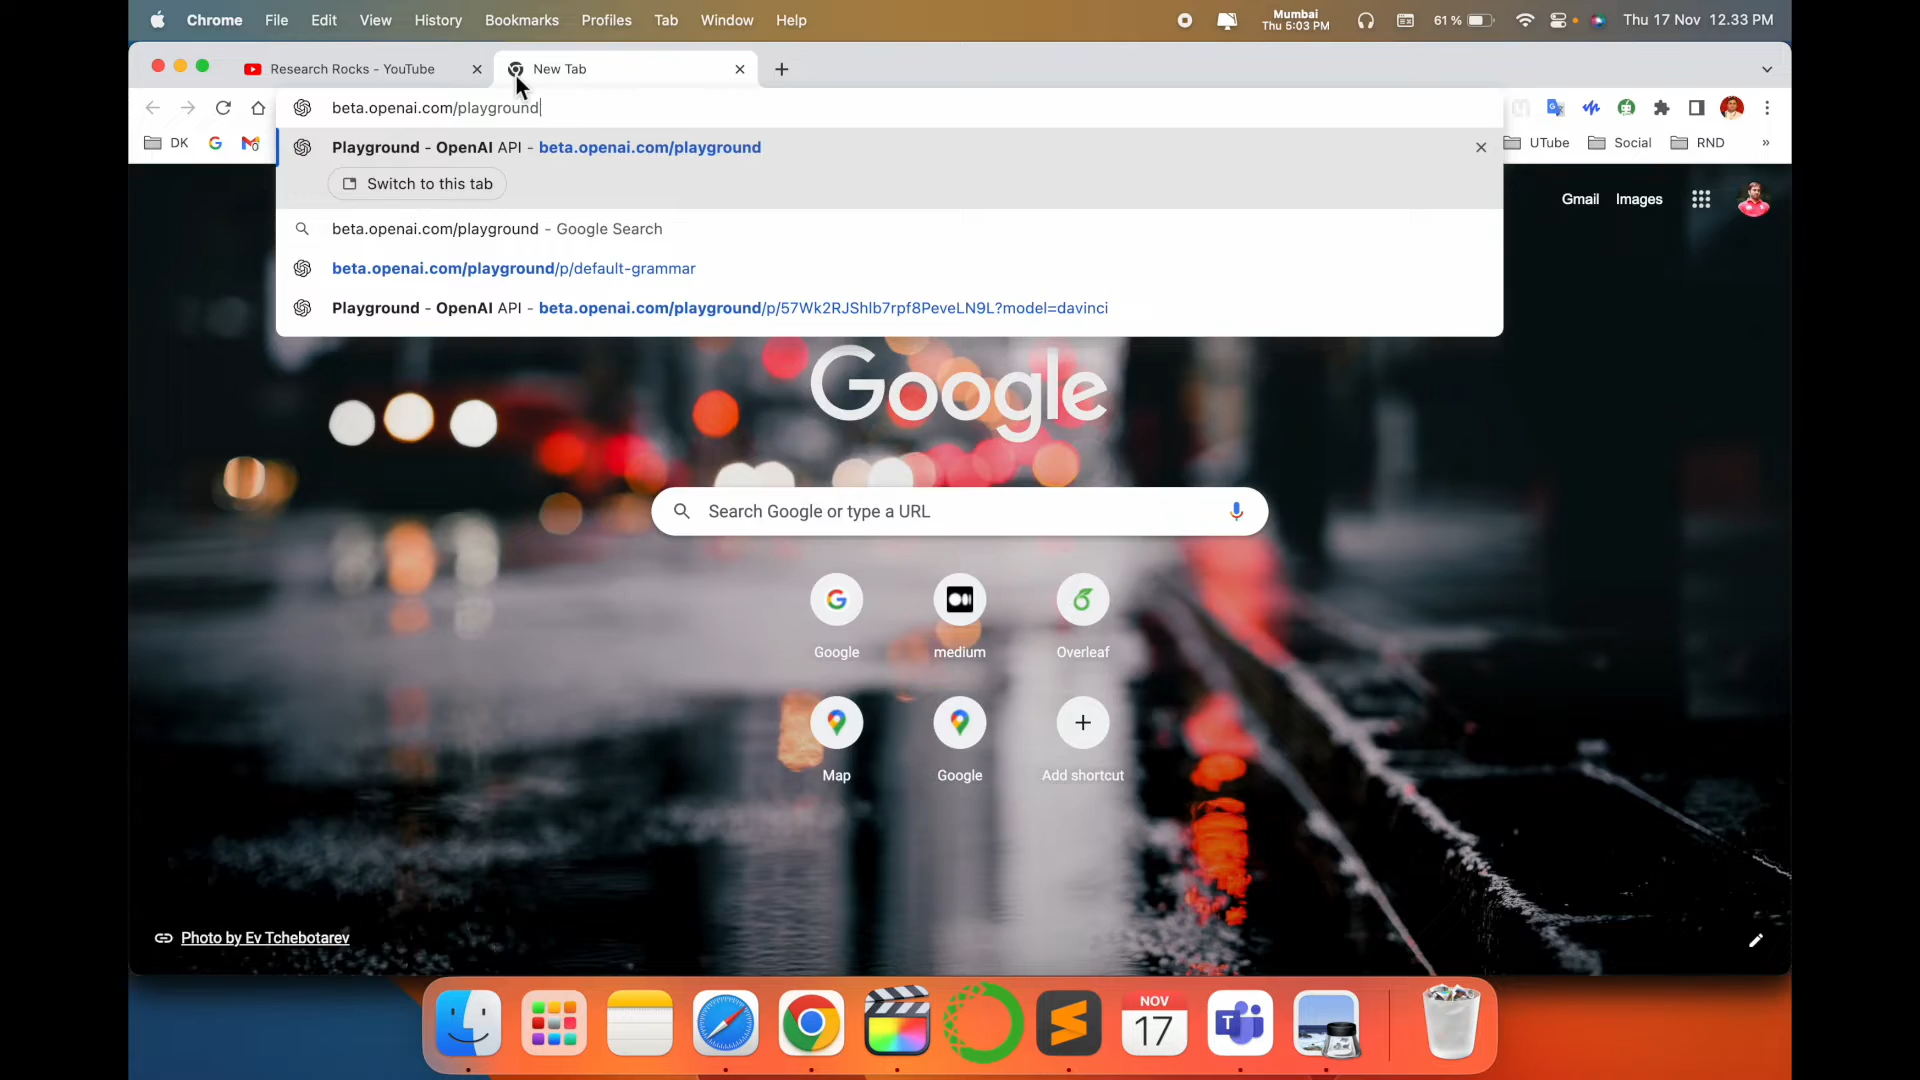 Chrome File Edit View History Bookmarks Profiles Tab Window Help
Mumbai
Thu 5:03 PM
61 %
Thu 17 Nov 12.33 PM
Research Rocks - YouTube
New Tab
beta.openai.com/playground
DK
UTube
Social
RND
»
Playground - OpenAI API - beta.openai.com/playground
Switch to this tab
beta.openai.com/playground - Google Search
beta.openai.com/playground/p/default-grammar
Playground - OpenAI API - beta.openai.com/playground/p/57Wk2RJShlb7rpf8PeveLN9L?model=davinci
Gmail Images
Google
Search Google or type a URL
Google
medium
Overleaf
Map
Google
Add shortcut
Photo by Ev Tchebotarev
NOV
17